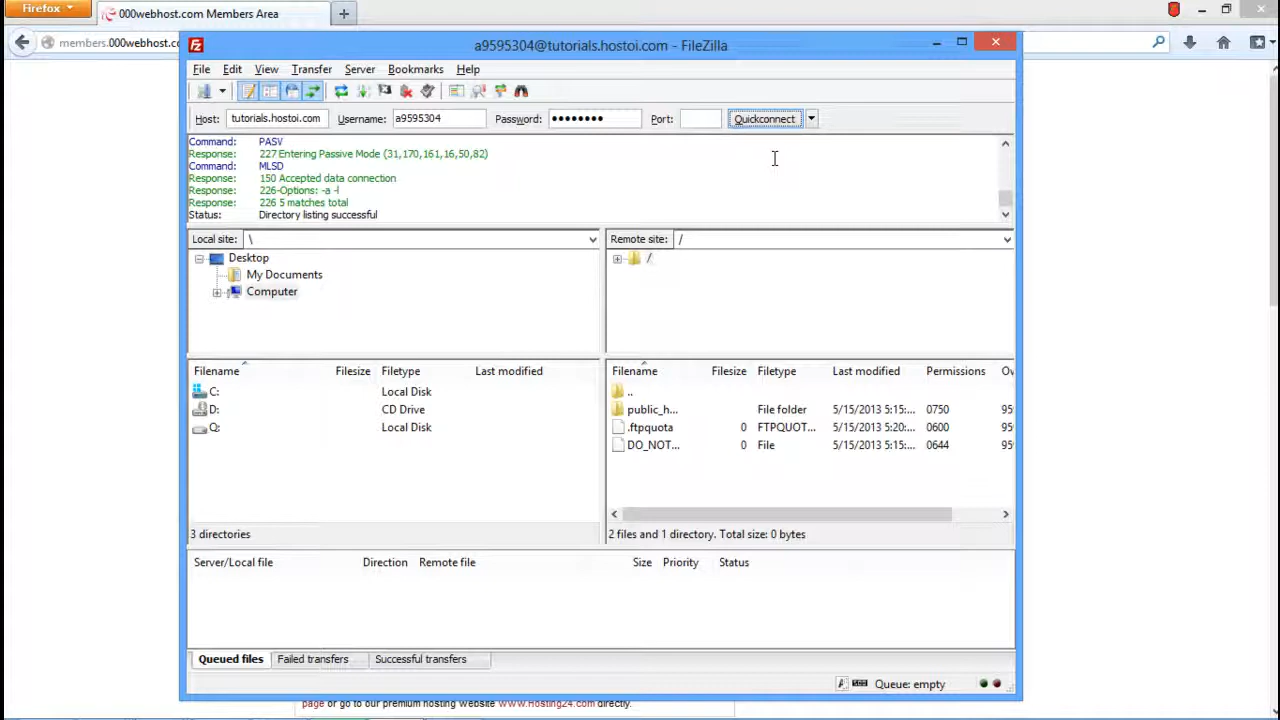 Firefox
000webhost.com Members Area
members.000webhost.cc
a9595304@tutorials.hostoi.com - FileZilla
File Edit View Transfer Server Bookmarks Help
Host: tutorials.hostoi.com Username: a9595304 Password: •••••••• Port: Quickconnect
Command: PASV
Response: 227 Entering Passive Mode (31,170,161,16,50,82)
Command: MLSD
Response: 150 Accepted data connection
Response: 226-Options: -a -l
Response: 226 5 matches total
Status: Directory listing successful
Local site: \ Remote site: /
Desktop /
My Documents
Computer
Filename Filesize Filetype Last modified Filename Filesize Filetype Last modified Permissions
C: Local Disk ..
D: CD Drive public_h... File folder 5/15/2013 5:15:... 0750 95
Q: Local Disk .ftpquota 0 FTPQUOT... 5/15/2013 5:20:... 0600 95
DO_NOT... 0 File 5/15/2013 5:15:... 0644 95
3 directories 2 files and 1 directory. Total size: 0 bytes
Server/Local file Direction Remote file Size Priority Status
Queued files Failed transfers Successful transfers
Queue: empty
page or go to our premium hosting website www.Hosting24.com directly.